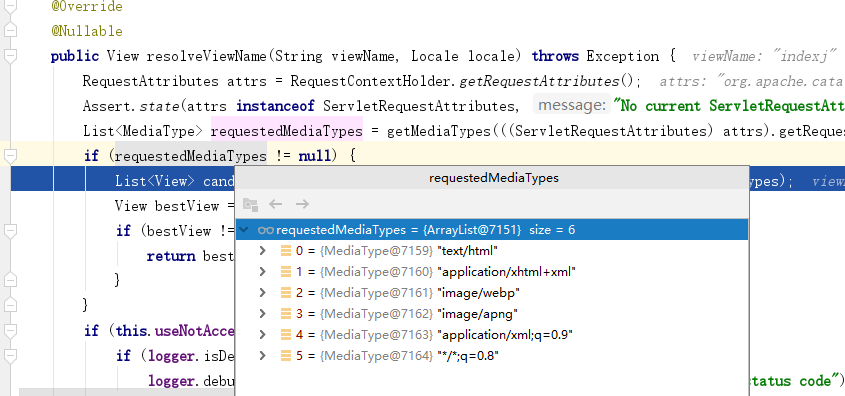 @Override
@Nullable
public View resolveViewName(String viewName, Locale locale) throws Exception { viewName: "indexj"
RequestAttributes attrs = RequestContextHolder.getRequestAttributes(); attrs: "org.apache.cata
Assert.state(attrs instanceof ServletRequestAttributes, message: "No current ServletRequestAtt
List<MediaType> requestedMediaTypes = getMediaTypes(((ServletRequestAttributes) attrs).getReque
if (requestedMediaTypes != null) {
List<View> cand ypes); view
requestedMediaTypes
View bestView =
requestedMediaTypes = {ArrayList@7151} size = 6
if (bestView !=
0 = {MediaType@7159} "text/html"
return best
1 = {MediaType@7160} "application/xhtml+xml"
}
2 = {MediaType@7161} "image/webp"
}
3 = {MediaType@7162} "image/apng"
if (this.useNotAcce
4 = {MediaType@7163} "application/xml;q=0.9"
if (logger.isDe
5 = {MediaType@7164} "*/*;q=0.8"
logger.debu tatus code")